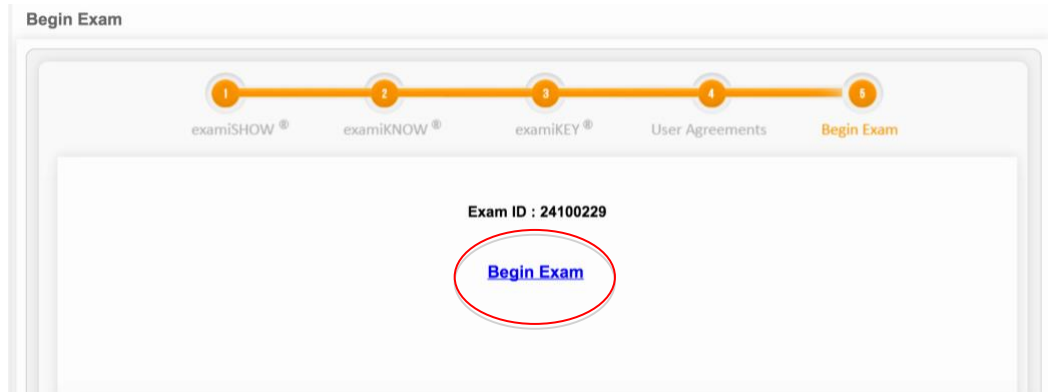 Begin Exam
1 2 3 4 5
examiSHOW ® examiKNOW ® examiKEY ® User Agreements Begin Exam
Exam ID : 24100229
Begin Exam